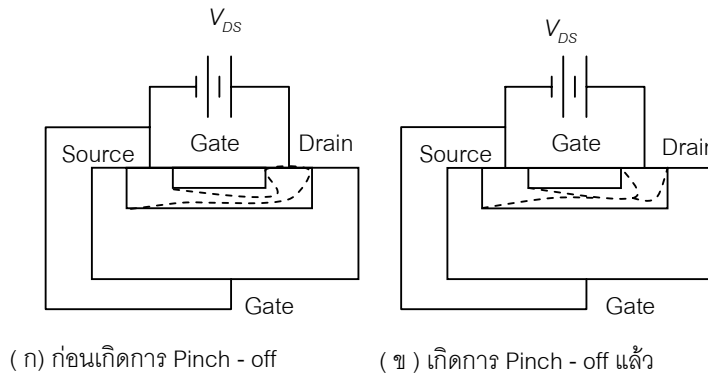 V_DS
V_DS
Source
Gate
Drain
Source
Gate
Drain
Gate
Gate
( ก) ก่อนเกิดการ Pinch - off
( ข ) เกิดการ Pinch - off แล้ว